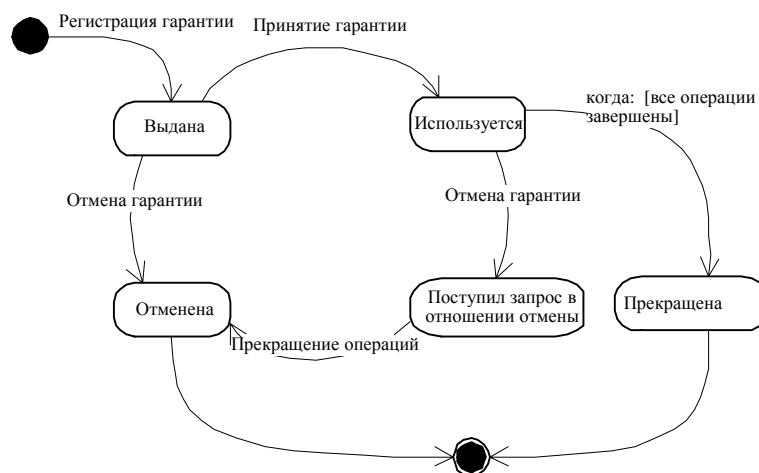 Регистрация гарантии
Принятие гарантии
когда: [все операции
завершены]
Выдана
Используется
Отмена гарантии
Отмена гарантии
Отменена
Поступил запрос в
отношении отмены
Прекращена
Прекращение операций